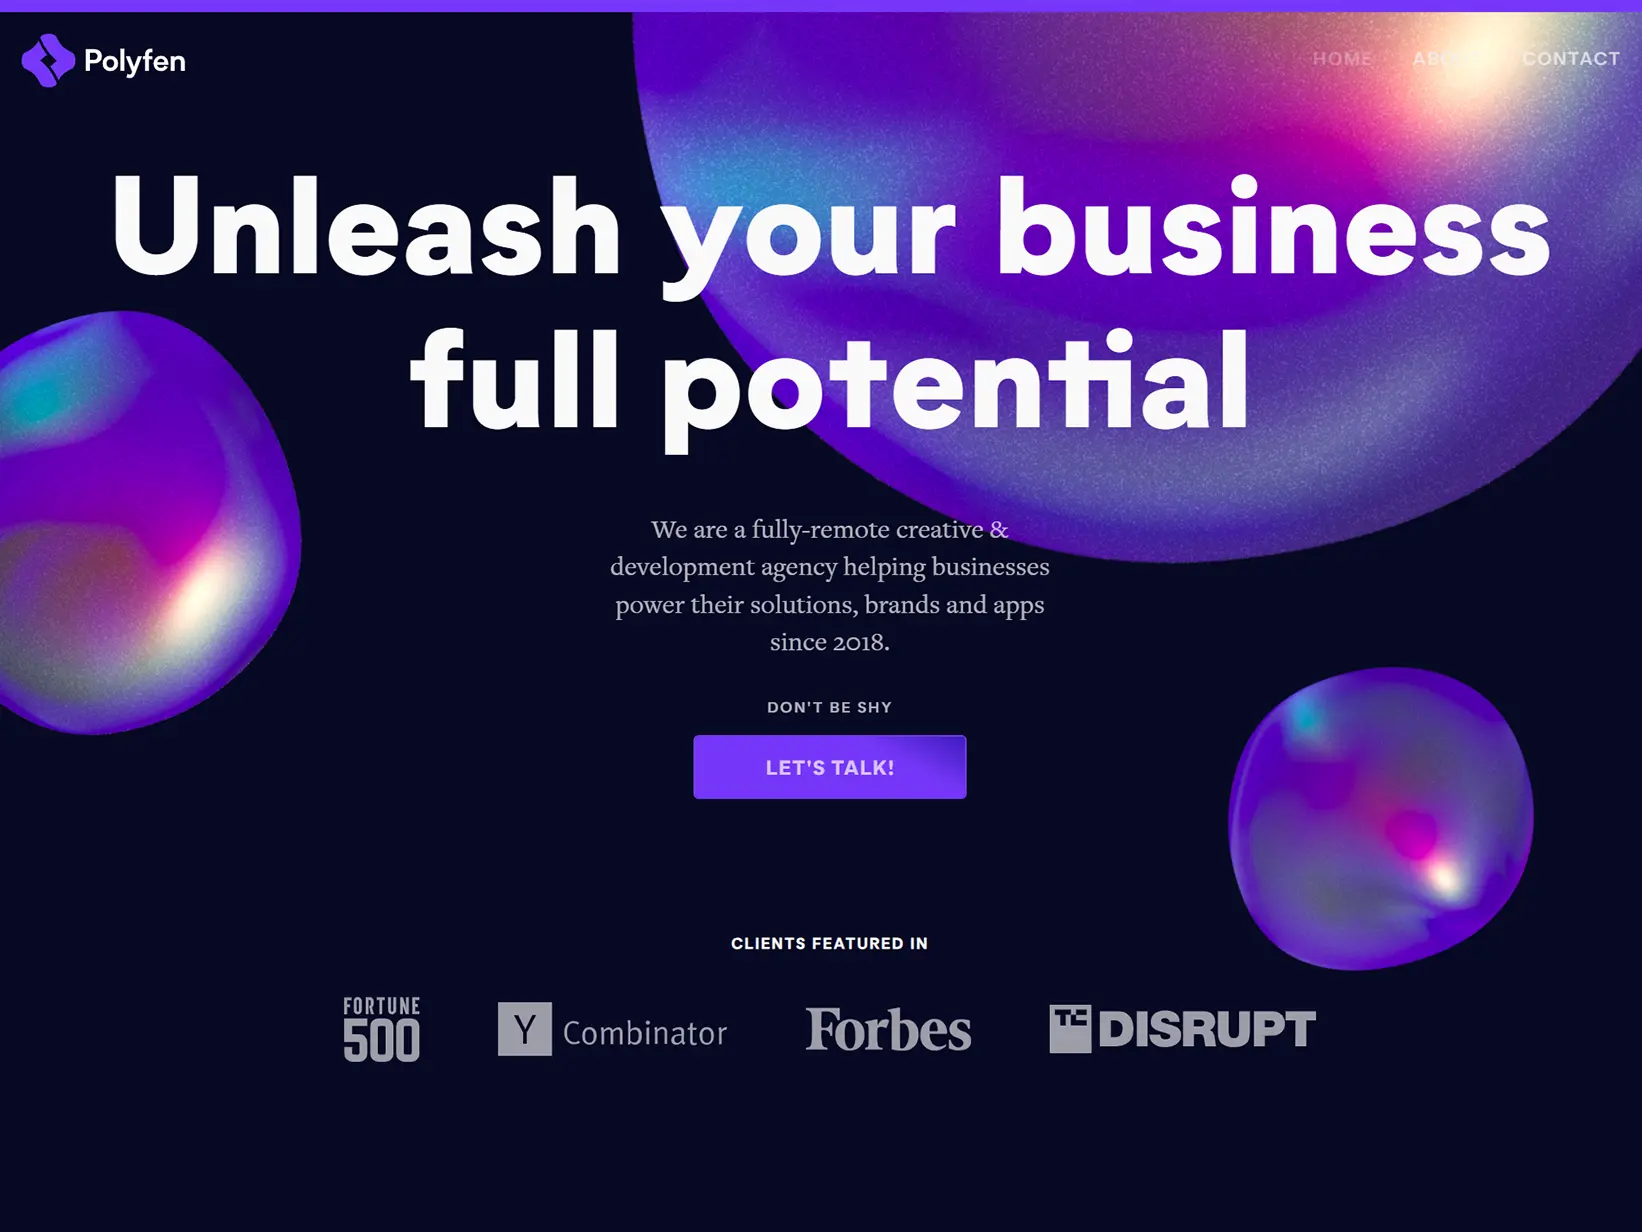 Polyfen
HOME ABOUT CONTACT
Unleash your business
full potential
We are a fully-remote creative &
development agency helping businesses
power their solutions, brands and apps
since 2018.
DON'T BE SHY
LET'S TALK!
CLIENTS FEATURED IN
FORTUNE
500
Y Combinator
Forbes
TC DISRUPT